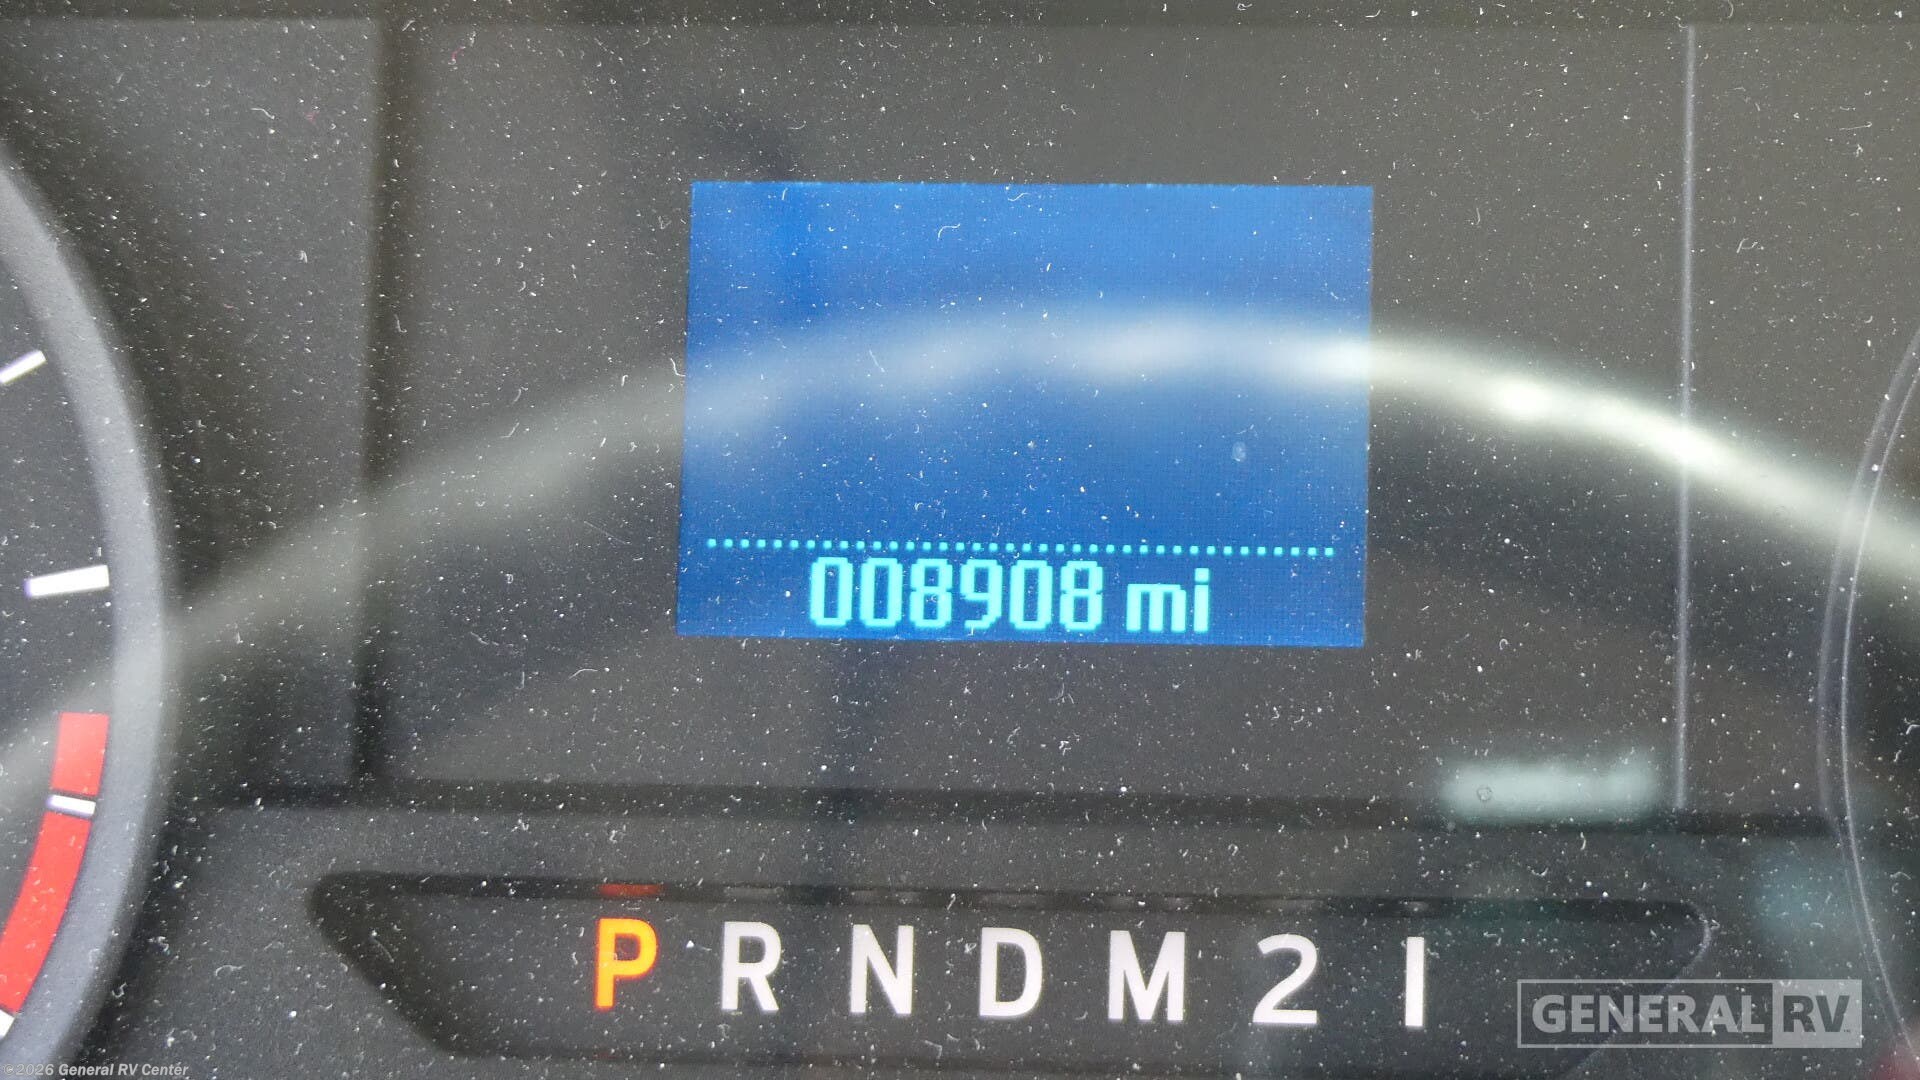 008908 mi
P R N D M 2 1
GENERAL RV
©2026 General RV Center